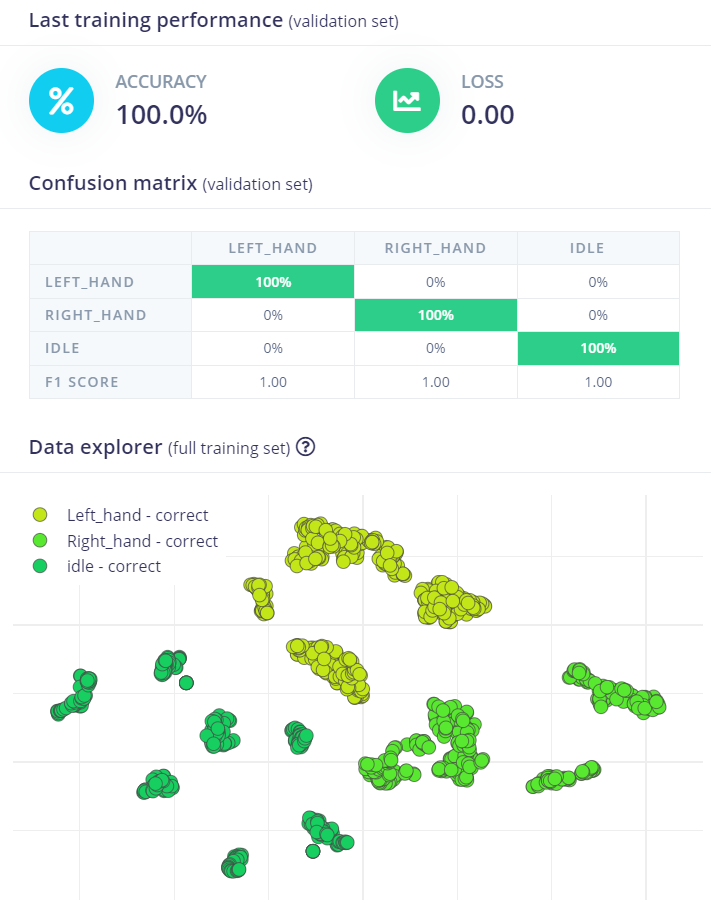 Last training performance (validation set)
% ACCURACY
100.0%
LOSS
0.00
Confusion matrix (validation set)
LEFT_HAND RIGHT_HAND IDLE
LEFT_HAND 100% 0% 0%
RIGHT_HAND 0% 100% 0%
IDLE 0% 0% 100%
F1 SCORE 1.00 1.00 1.00
Data explorer (full training set) ?
Left_hand - correct
Right_hand - correct
idle - correct